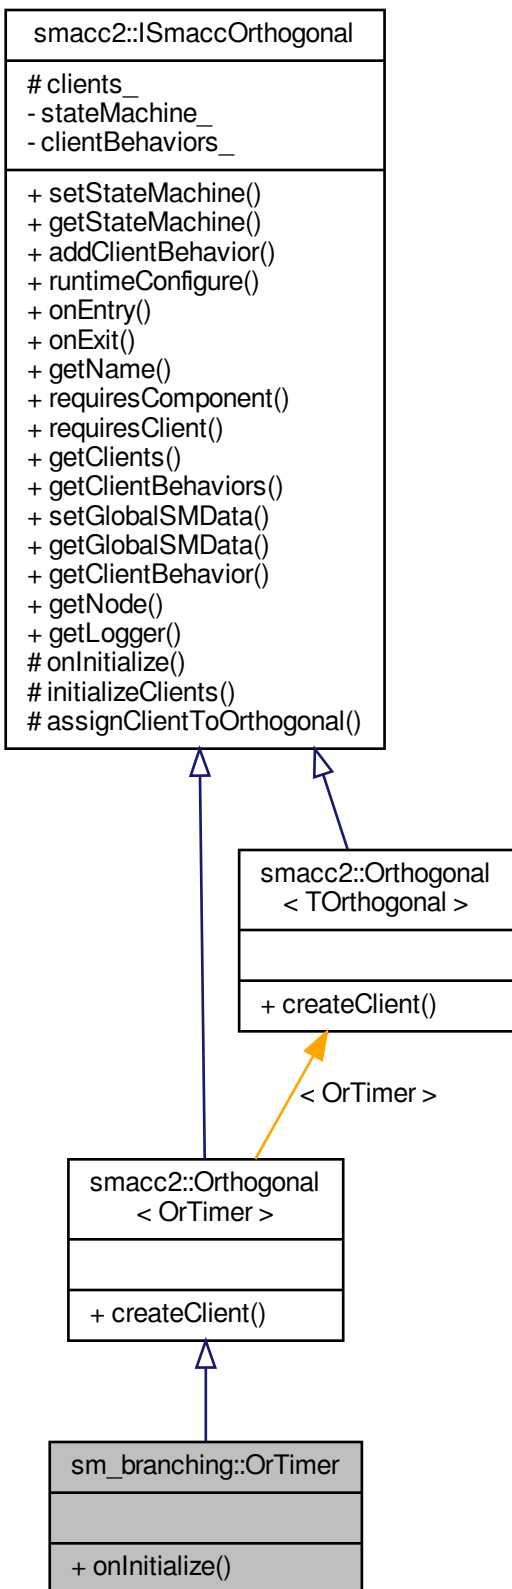 smacc2::ISmaccOrthogonal
# clients_
- stateMachine_
- clientBehaviors_
+ setStateMachine()
+ getStateMachine()
+ addClientBehavior()
+ runtimeConfigure()
+ onEntry()
+ onExit()
+ getName()
+ requiresComponent()
+ requiresClient()
+ getClients()
+ getClientBehaviors()
+ setGlobalSMData()
+ getGlobalSMData()
+ getClientBehavior()
+ getNode()
+ getLogger()
# onInitialize()
# initializeClients()
# assignClientToOrthogonal()
smacc2::Orthogonal
< TOrthogonal >
+ createClient()
< OrTimer >
smacc2::Orthogonal
< OrTimer >
+ createClient()
sm_branching::OrTimer
+ onInitialize()